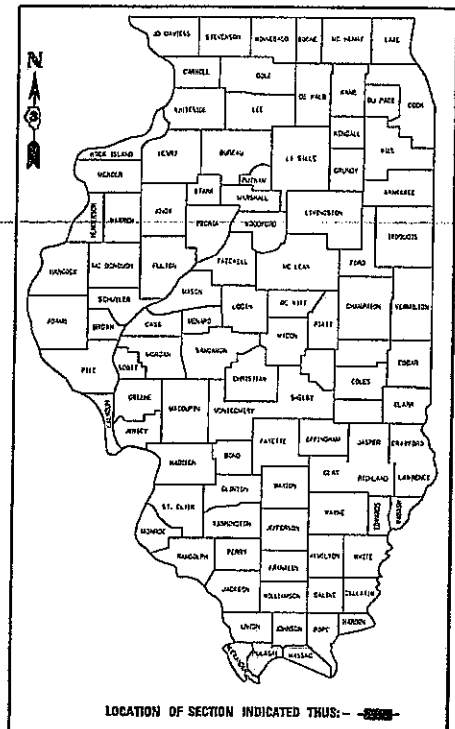 JO DAVIESS STEVENSON WINNEBAGO BOONE MC HENRY LAKE
N
CARROLL OGLE
DE KALB KANE DU PAGE COOK
WHITESIDE LEE
KENDALL
ROCK ISLAND HENRY BUREAU LA SALLE GRUNDY WILL
MERCER PUTNAM
STARK MARSHALL KANKAKEE
HENDERSON WARREN KNOX PEORIA WOODFORD LIVINGSTON IROQUOIS
HANCOCK MC DONOUGH FULTON TAZEWELL MC LEAN FORD
MASON
SCHUYLER LOGAN DE WITT CHAMPAIGN VERMILION
ADAMS BROWN CASS MENARD PIATT
MACON
PIKE SCOTT MORGAN SANGAMON EDGAR
CHRISTIAN COLES
SHELBY
CALHOUN GREENE MACOUPIN MONTGOMERY CLARK
JERSEY
FAYETTE EFFINGHAM JASPER CRAWFORD
MADISON BOND
CLAY RICHLAND LAWRENCE
CLINTON MARION
ST. CLAIR WAYNE EDWARDS WABASH
MONROE WASHINGTON JEFFERSON
RANDOLPH PERRY HAMILTON WHITE
FRANKLIN
JACKSON WILLIAMSON SALINE GALLATIN
UNION JOHNSON POPE HARDIN
PULASKI MASSAC
LOCATION OF SECTION INDICATED THUS:-